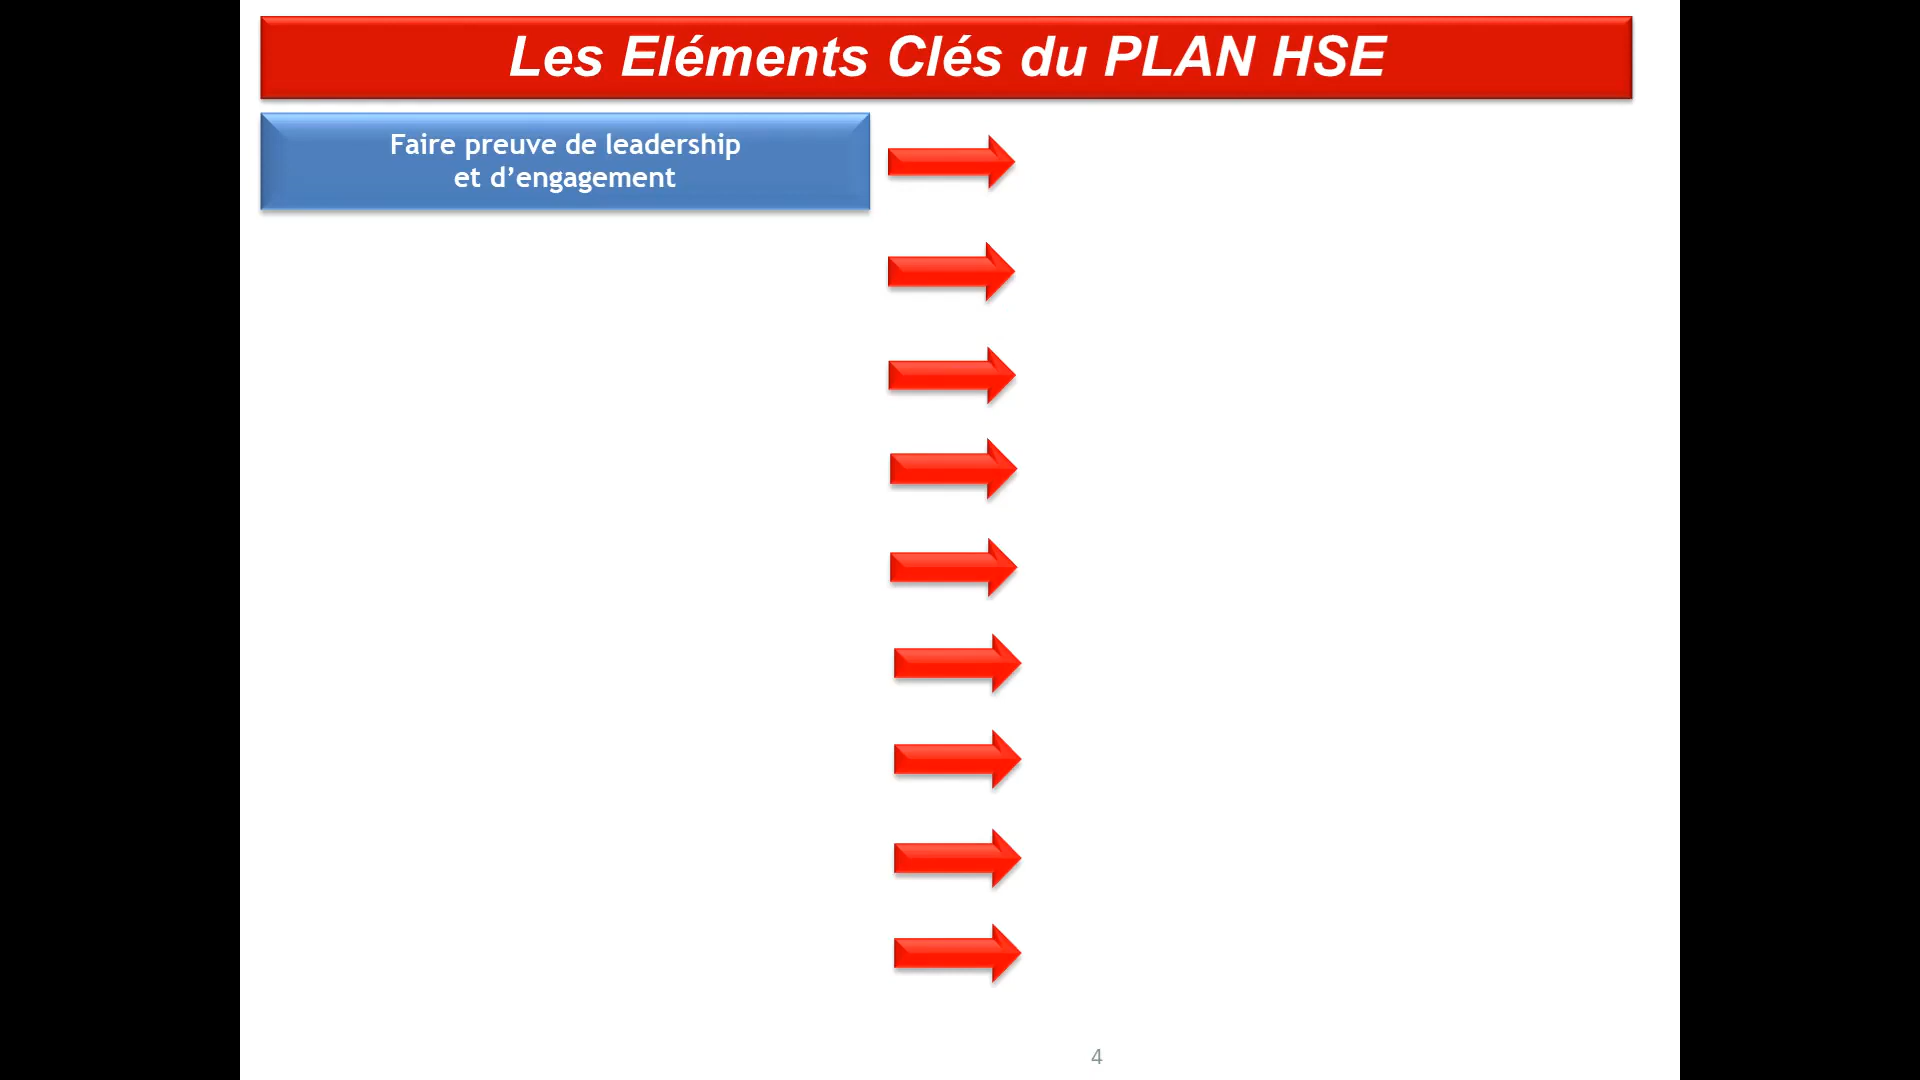 Les Eléments Clés du PLAN HSE
Faire preuve de leadership
et d’engagement
4